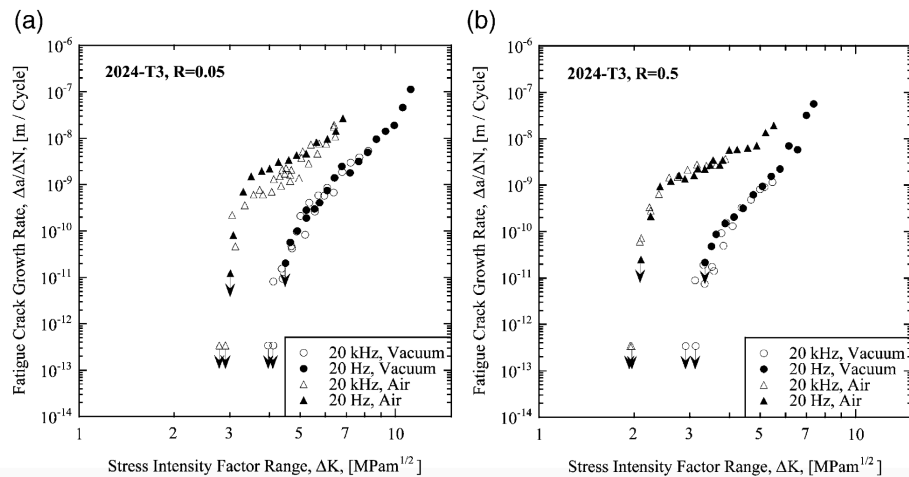 (a)
Fatigue Crack Growth Rate, Δa/ΔN, [m / Cycle]
10^-6
10^-7
10^-8
10^-9
10^-10
10^-11
10^-12
10^-13
10^-14
2024-T3, R=0.05
20 kHz, Vacuum
20 Hz, Vacuum
20 kHz, Air
20 Hz, Air
1 2 3 4 5 7 10
Stress Intensity Factor Range, ΔK, [MPam^1/2]
(b)
Fatigue Crack Growth Rate, Δa/ΔN, [m / Cycle]
10^-6
10^-7
10^-8
10^-9
10^-10
10^-11
10^-12
10^-13
10^-14
2024-T3, R=0.5
20 kHz, Vacuum
20 Hz, Vacuum
20 kHz, Air
20 Hz, Air
1 2 3 4 5 7 10
Stress Intensity Factor Range, ΔK, [MPam^1/2]